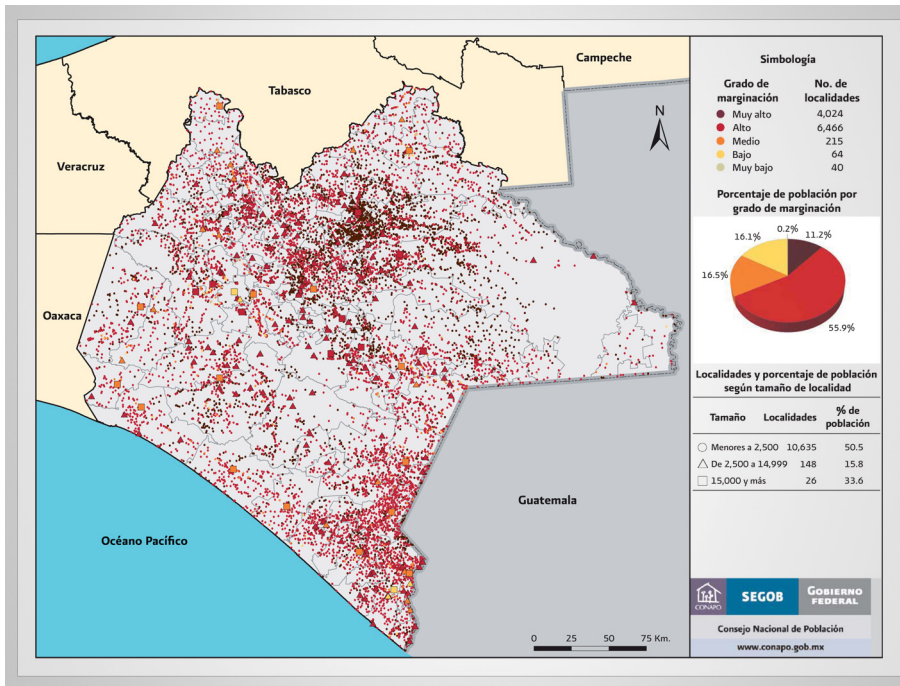 Campeche
Tabasco
Veracruz
Oaxaca
N
Guatemala
Océano Pacífico
0 25 50 75 Km.
Simbología
Grado de marginación No. de localidades
Muy alto 4,024
Alto 6,466
Medio 215
Bajo 64
Muy bajo 40
Porcentaje de población por
grado de marginación
0.2%
16.1%
11.2%
16.5%
55.9%
Localidades y porcentaje de población
según tamaño de localidad
Tamaño Localidades % de población
Menores a 2,500 10,635 50.5
De 2,500 a 14,999 148 15.8
15,000 y más 26 33.6
CONAPO
SEGOB
GOBIERNO
FEDERAL
Consejo Nacional de Población
www.conapo.gob.mx